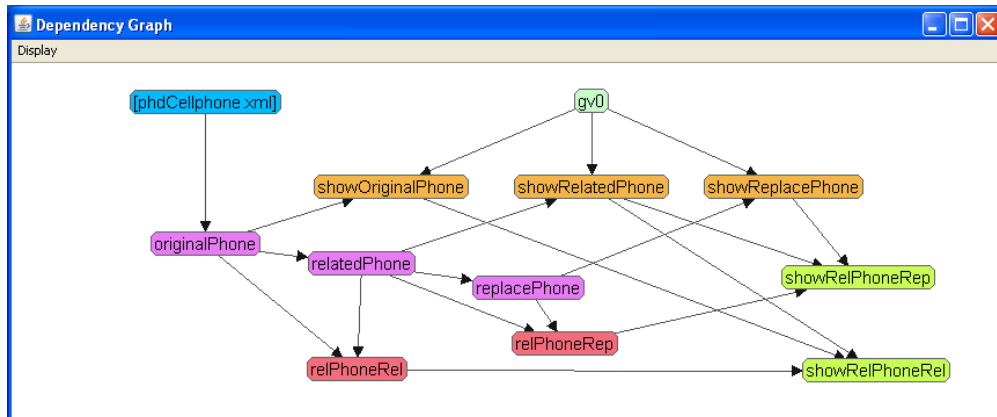 Dependency Graph
Display
[phdCellphone.xml]
gv0
showOriginalPhone
showRelatedPhone
showReplacePhone
originalPhone
relatedPhone
replacePhone
showRelPhoneRep
relPhoneRep
relPhoneRel
showRelPhoneRel